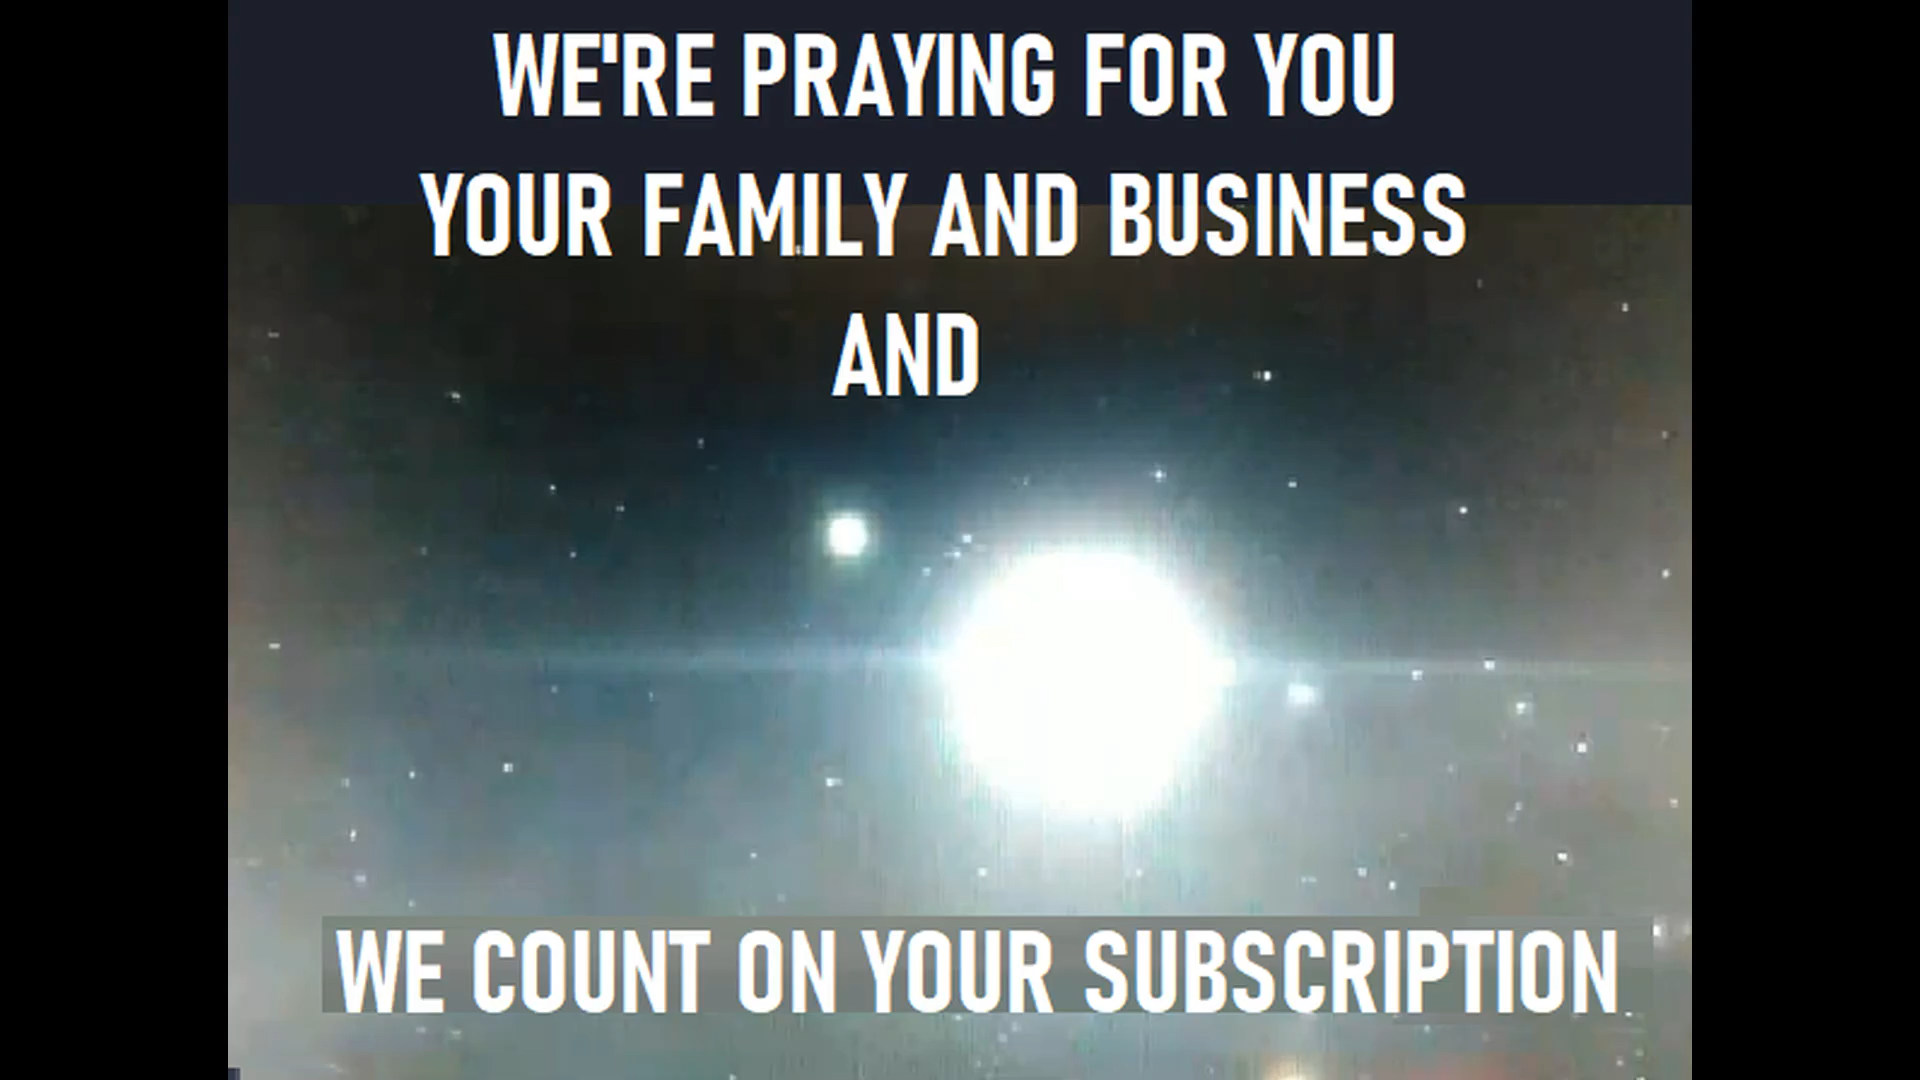 WE'RE PRAYING FOR YOU
YOUR FAMILY AND BUSINESS
AND
WE COUNT ON YOUR SUBSCRIPTION